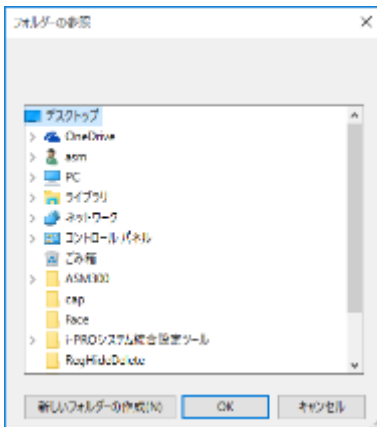 フォルダーの参照
デスクトップ
OneDrive
asm
PC
ライブラリ
ネットワーク
コントロール パネル
ごみ箱
ASM300
cap
Face
i-PROシステム統合設定ツール
RegHideDelete
新しいフォルダーの作成(N)
OK
キャンセル